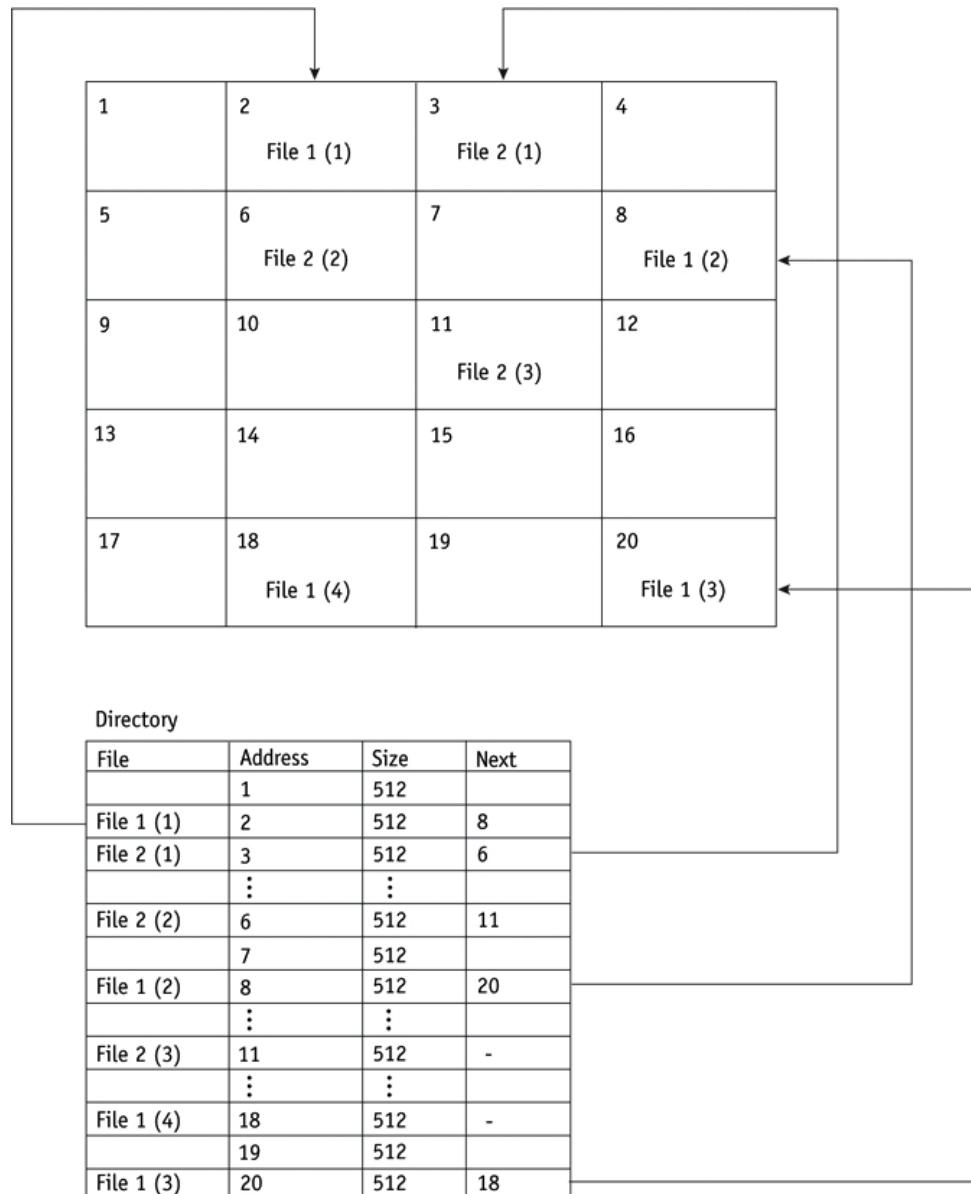 1 2 3 4
File 1 (1) File 2 (1)
5 6 7 8
File 2 (2) File 1 (2)
9 10 11 12
File 2 (3)
13 14 15 16
17 18 19 20
File 1 (4) File 1 (3)
Directory
File Address Size Next
1 512
File 1 (1) 2 512 8
File 2 (1) 3 512 6
⋮ ⋮
File 2 (2) 6 512 11
7 512
File 1 (2) 8 512 20
⋮ ⋮
File 2 (3) 11 512 -
⋮ ⋮
File 1 (4) 18 512 -
19 512
File 1 (3) 20 512 18